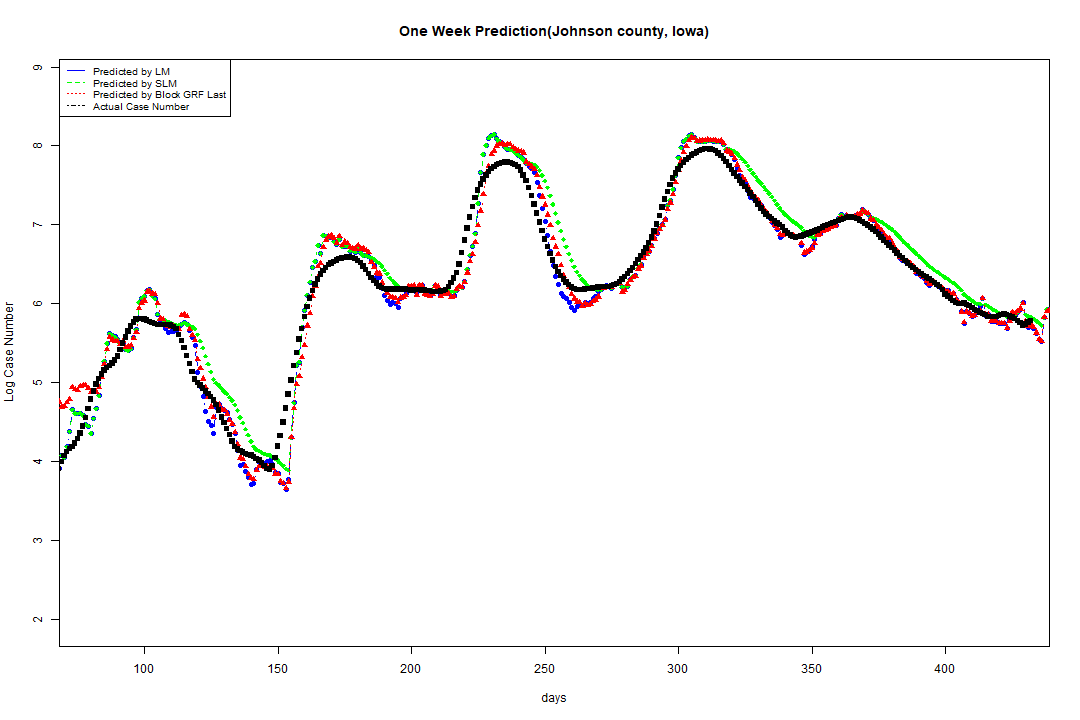 One Week Prediction(Johnson county, Iowa)
Predicted by LM
Predicted by SLM
Predicted by Block GRF Last
Actual Case Number
9
8
7
6
5
4
3
2
Log Case Number
100 150 200 250 300 350 400
days